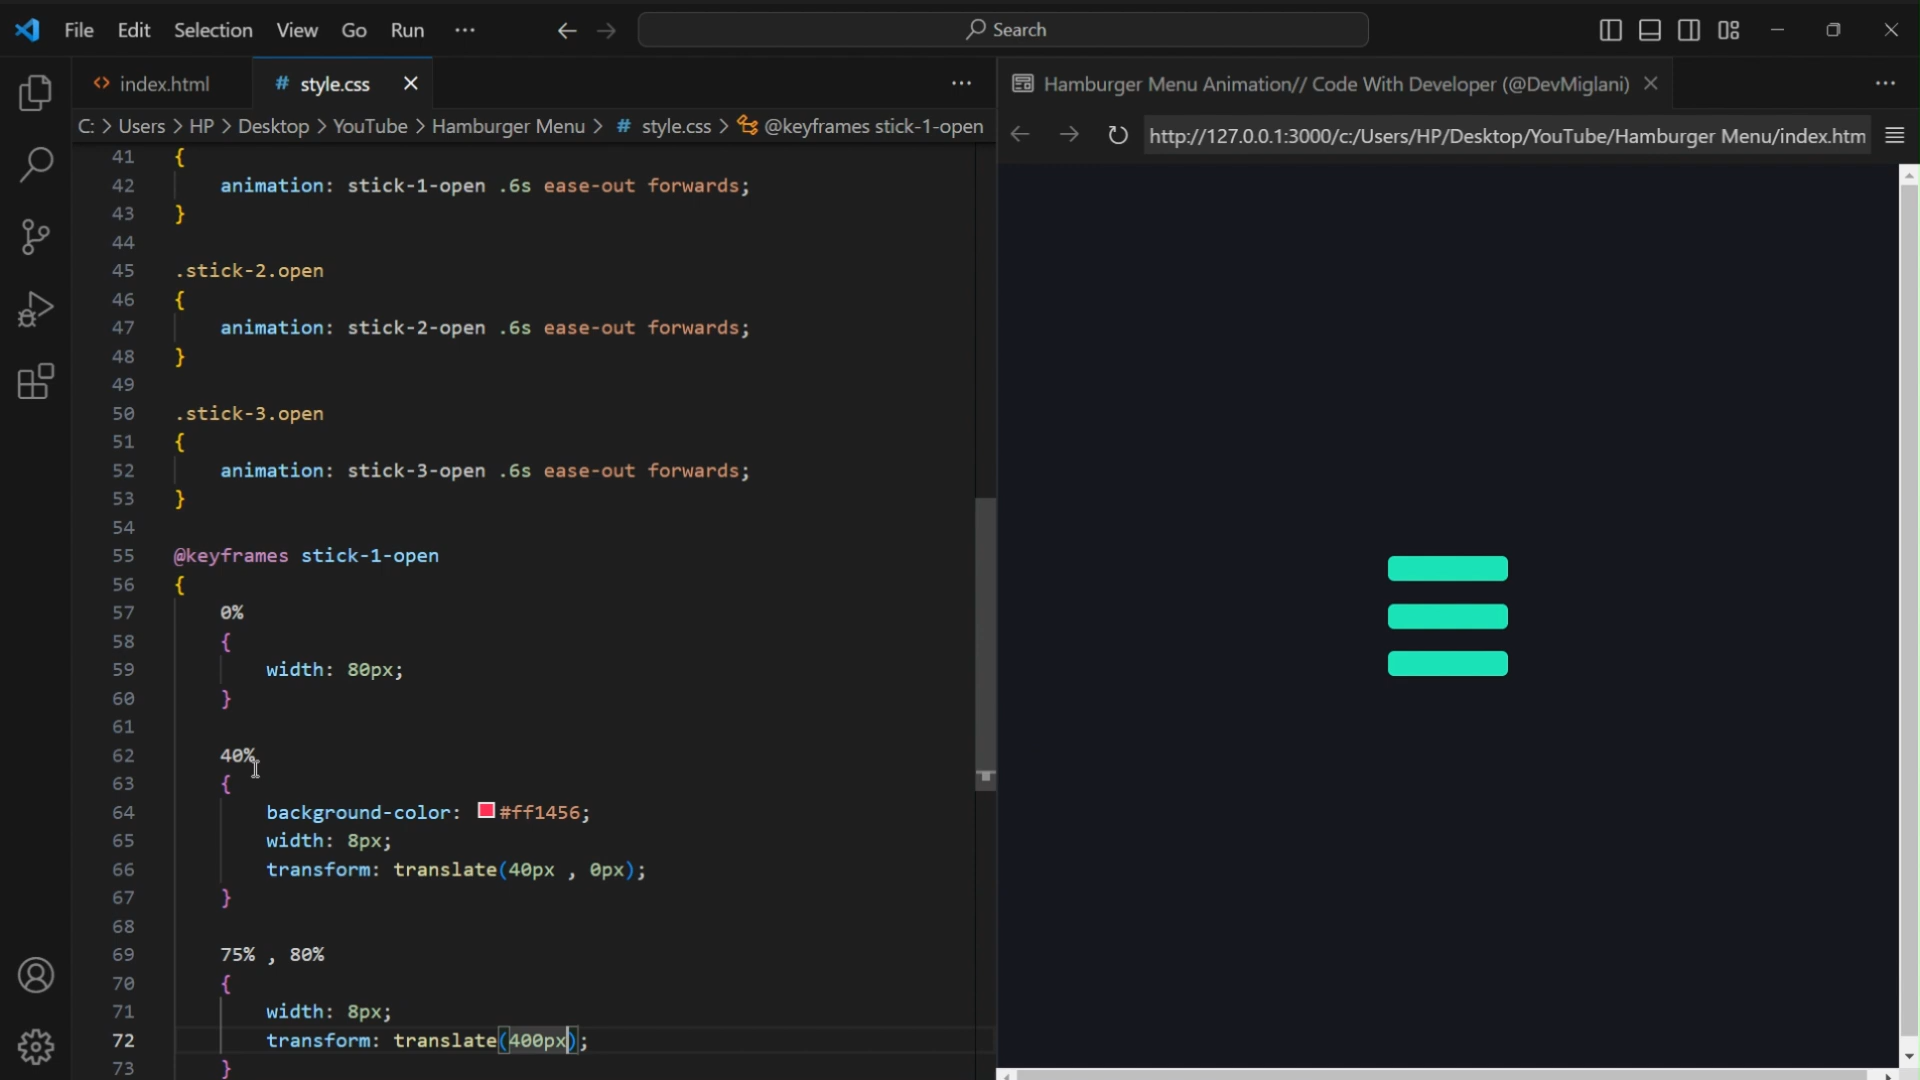 File Edit Selection View Go Run ···
Search
index.html
# style.css
Hamburger Menu Animation// Code With Developer (@DevMiglani)
C: > Users > HP > Desktop > YouTube > Hamburger Menu > # style.css > @keyframes stick-1-open
http://127.0.0.1:3000/c:/Users/HP/Desktop/YouTube/Hamburger Menu/index.htm
41 {
42 animation: stick-1-open .6s ease-out forwards;
43 }
44
45 .stick-2.open
46 {
47 animation: stick-2-open .6s ease-out forwards;
48 }
49
50 .stick-3.open
51 {
52 animation: stick-3-open .6s ease-out forwards;
53 }
54
55 @keyframes stick-1-open
56 {
57 0%
58 {
59 width: 80px;
60 }
61
62 40%
63 {
64 background-color: #ff1456;
65 width: 8px;
66 transform: translate(40px , 0px);
67 }
68
69 75% , 80%
70 {
71 width: 8px;
72 transform: translate(400px);
73 }